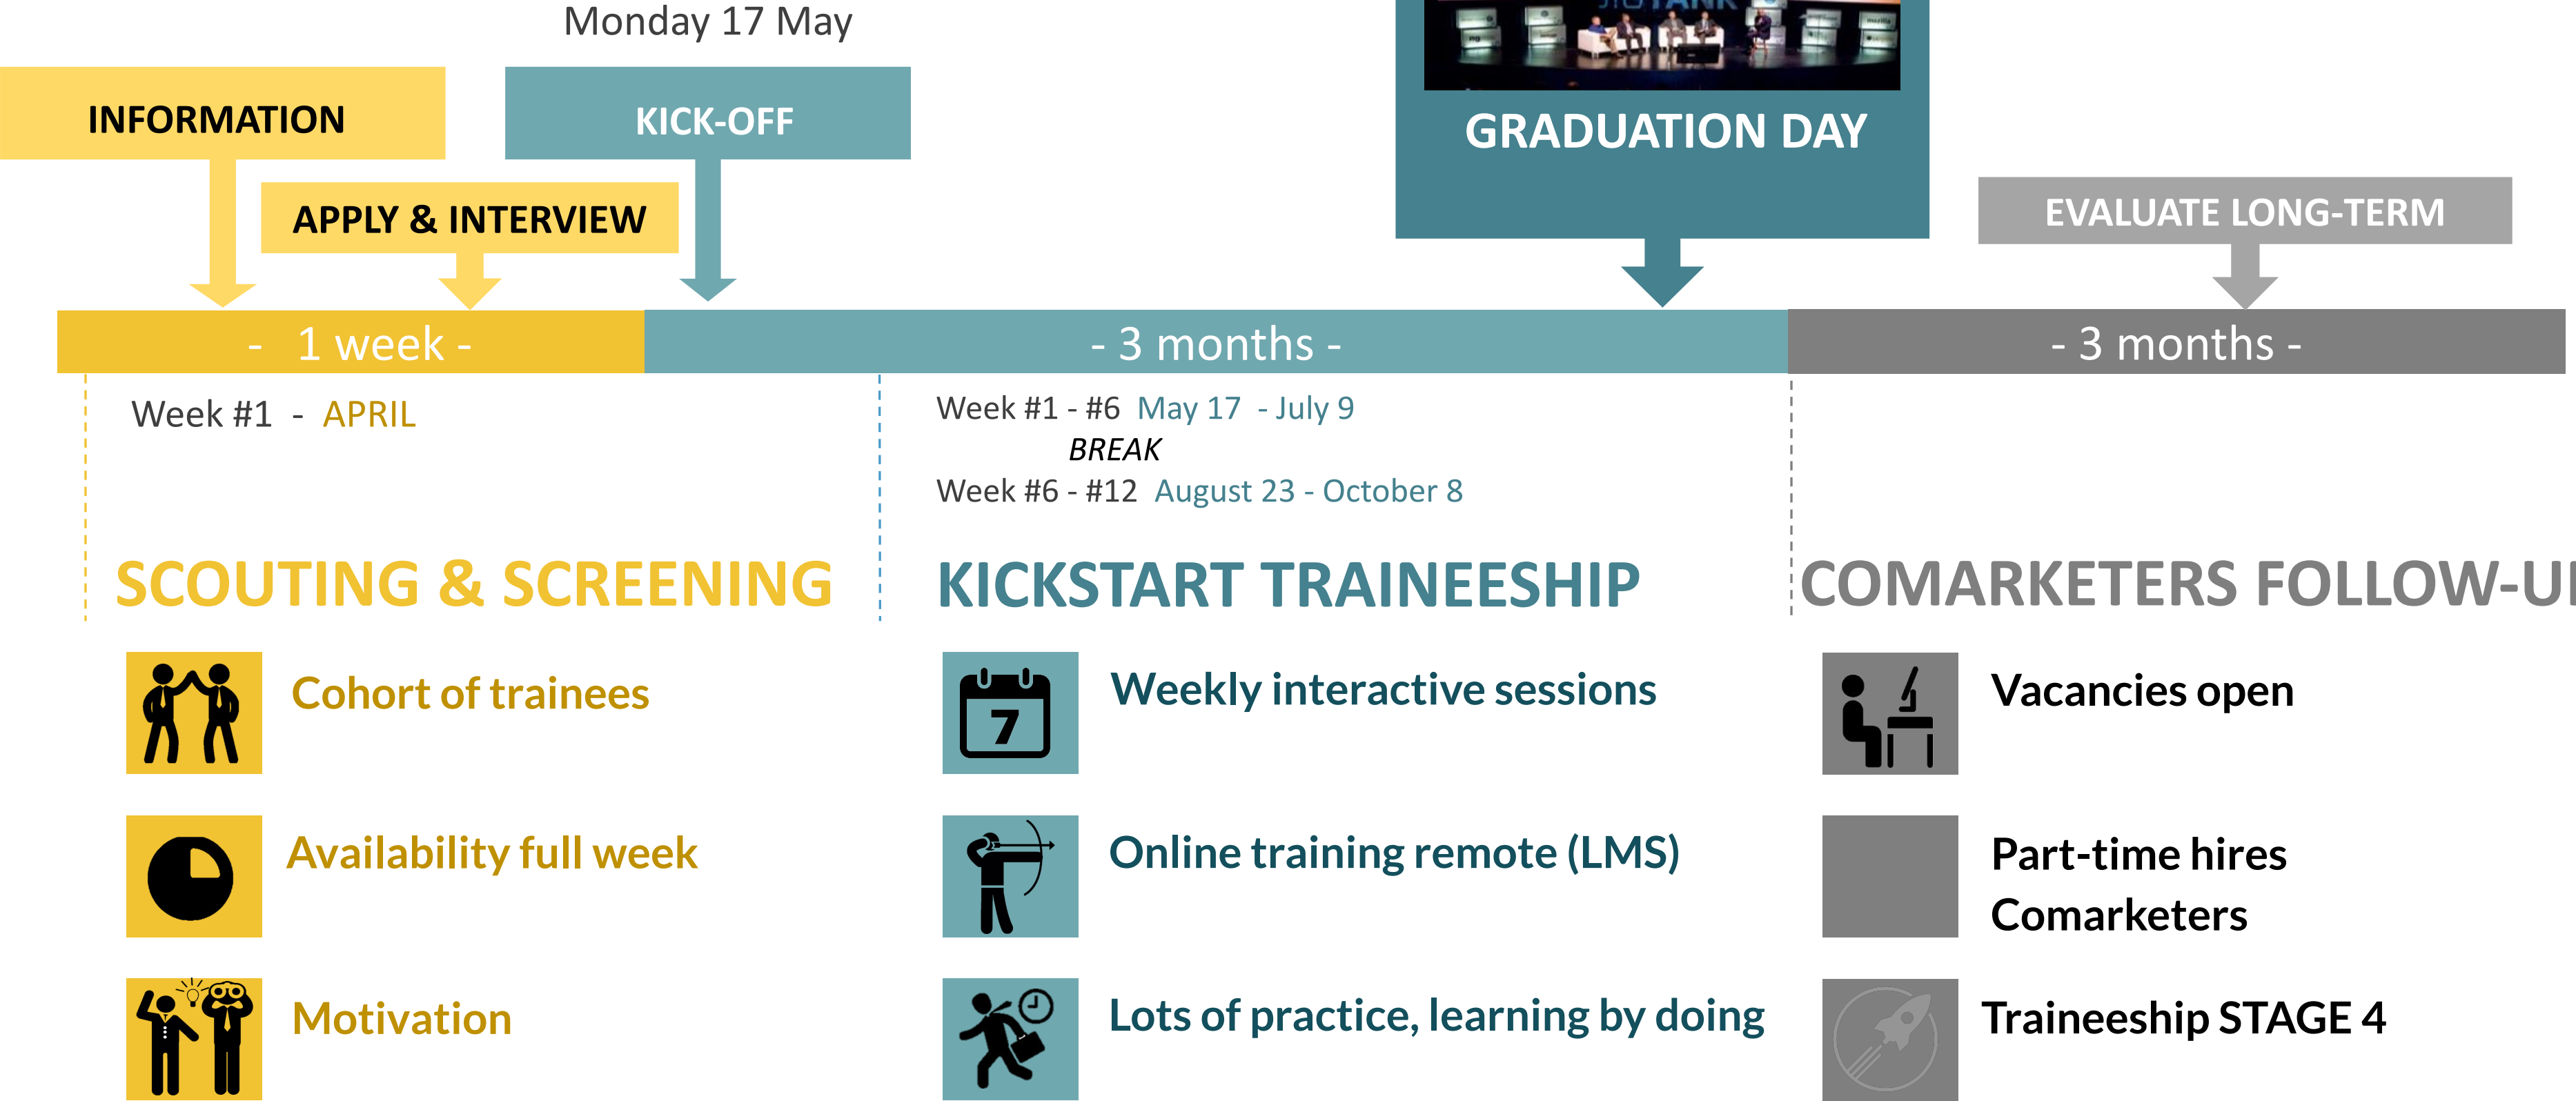 Monday 17 May
TANK
mozilla
INFORMATION
KICK-OFF
GRADUATION DAY
APPLY & INTERVIEW
EVALUATE LONG-TERM
- 1 week -
- 3 months -
- 3 months -
Week #1 - APRIL
Week #1 - #6 May 17 - July 9
BREAK
Week #6 - #12 August 23 - October 8
SCOUTING & SCREENING
KICKSTART TRAINEESHIP
COMARKETERS FOLLOW-U
Cohort of trainees
7
Weekly interactive sessions
Vacancies open
Availability full week
Online training remote (LMS)
Part-time hires
Comarketers
Motivation
Lots of practice, learning by doing
Traineeship STAGE 4